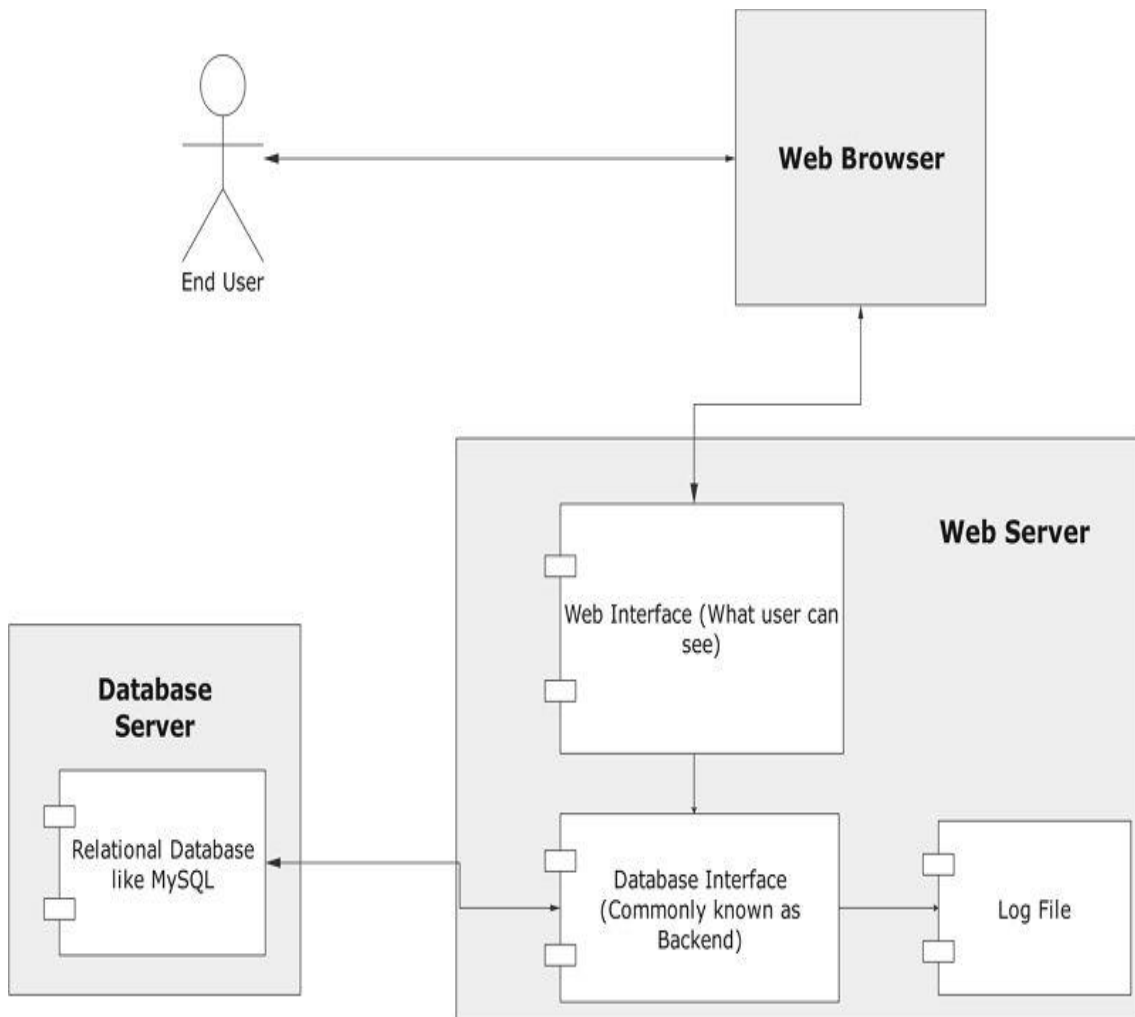 Web Browser
End User
Web Server
Web Interface (What user can
see)
Database
Server
Relational Database
like MySQL
Database Interface
(Commonly known as
Backend)
Log File